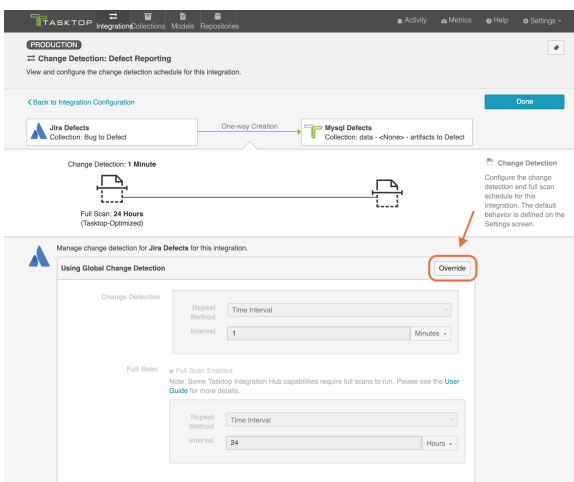 TASKTOP
Integrations
Collections
Models
Repositories
Activity
Metrics
Help
Settings
PRODUCTION
Change Detection: Defect Reporting
View and configure the change detection schedule for this integration.
Back to Integration Configuration
Done
Jira Defects
Collection: Bug to Defect
One-way Creation
Mysql Defects
Collection: data - <None> - artifacts to Defect
Change Detection: 1 Minute
Full Scan: 24 Hours
(Tasktop-Optimized)
Change Detection
Configure the change
detection and full scan
schedule for this
integration. The default
behavior is defined on the
Settings screen.
Manage change detection for Jira Defects for this integration.
Using Global Change Detection
Override
Change Detection
Repeat
Method
Time Interval
Interval
1
Minutes
Full Scan
Full Scan Enabled
Note: Some Tasktop Integration Hub capabilities require full scans to run. Please see the User
Guide for more details.
Repeat
Method
Time Interval
Interval
24
Hours